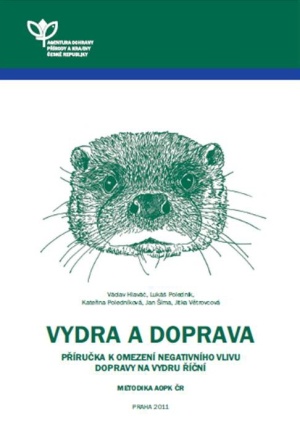 AGENTURA OCHRANY
PŘÍRODY A KRAJINY
ČESKÉ REPUBLIKY
Václav Hlaváč, Lukáš Poledník,
Kateřina Poledníková, Jan Šíma, Jitka Větrovcová
VYDRA A DOPRAVA
PŘÍRUČKA K OMEZENÍ NEGATIVNÍHO VLIVU
DOPRAVY NA VYDRU ŘÍČNÍ
METODIKA AOPK ČR
PRAHA 2011